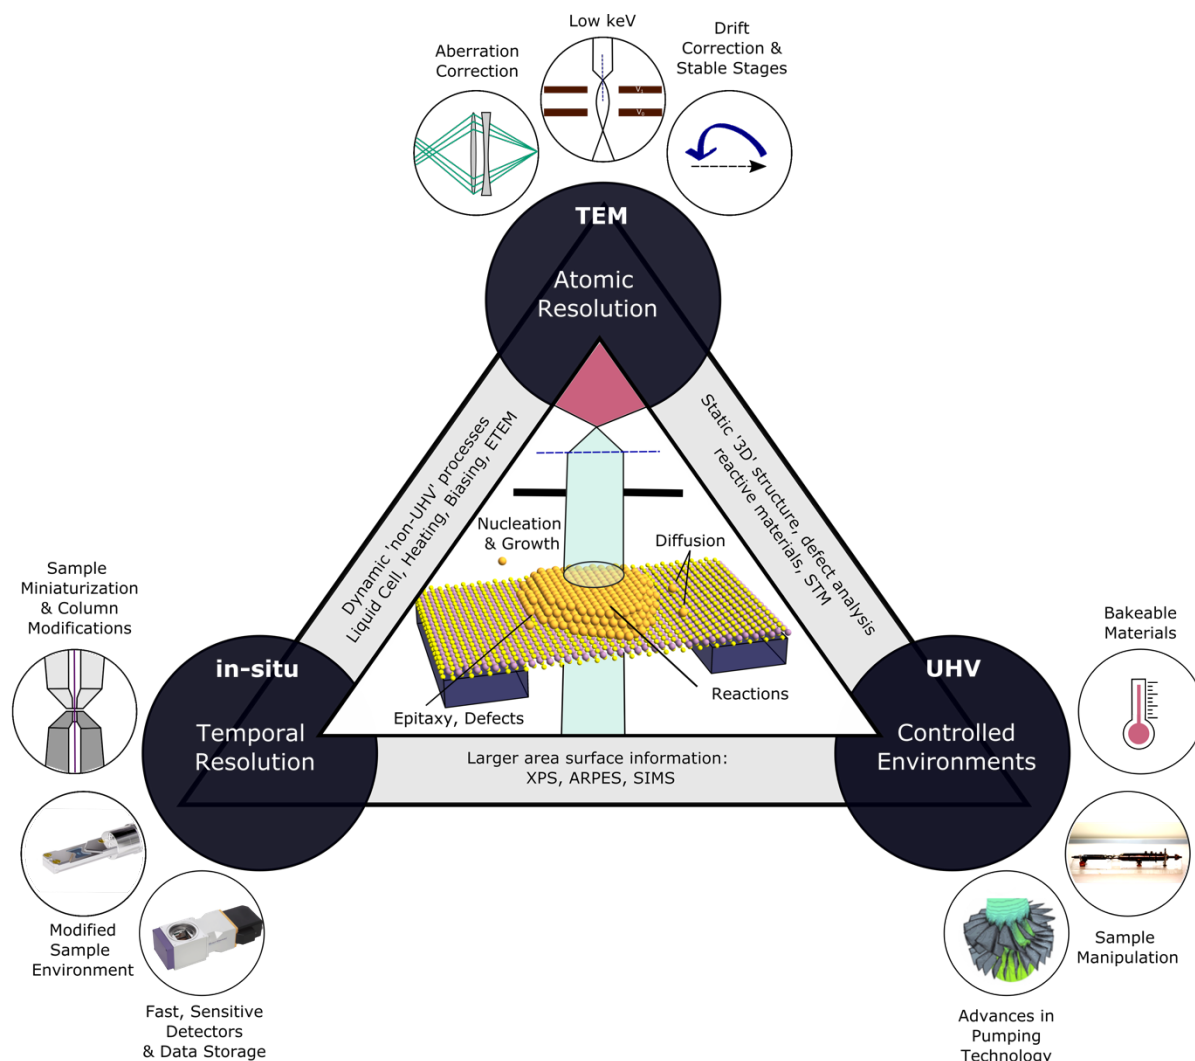 Low keV
Aberration
Correction
Drift
Correction &
Stable Stages
TEM
Atomic
Resolution
Dynamic 'non-UHV' processes
Liquid Cell, Heating, Biasing, ETEM
Static '3D' structure, defect analysis
reactive materials, STM
Nucleation
& Growth
Diffusion
Reactions
Epitaxy, Defects
Sample
Miniaturization
& Column
Modifications
in-situ
Temporal
Resolution
Larger area surface information:
XPS, ARPES, SIMS
UHV
Controlled
Environments
Bakeable
Materials
Modified
Sample
Environment
Fast, Sensitive
Detectors
& Data Storage
Sample
Manipulation
Advances in
Pumping
Technology